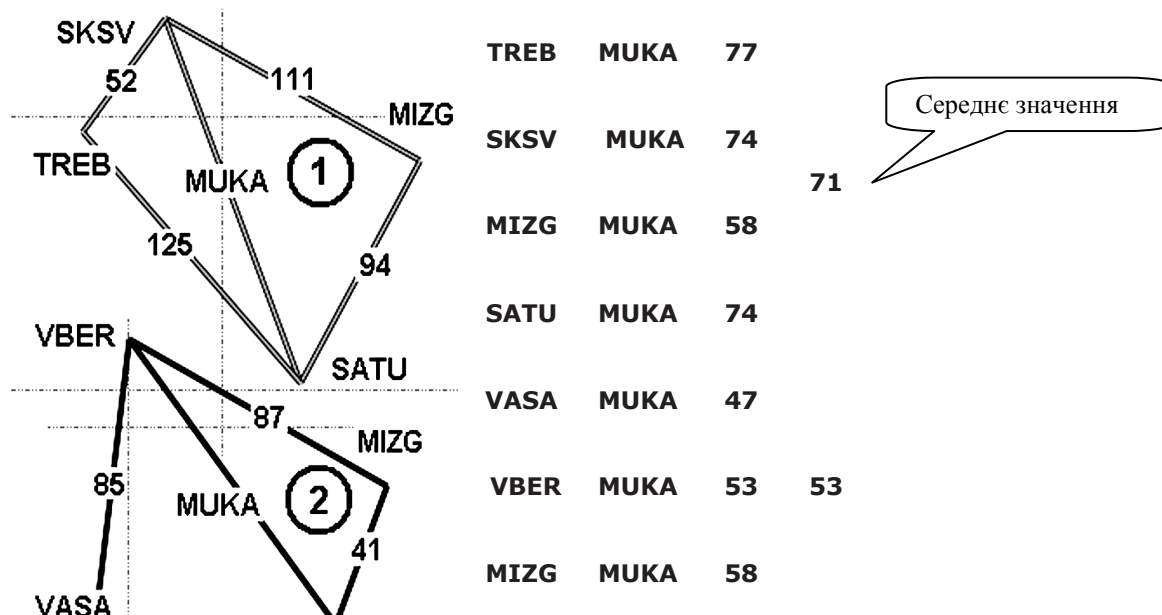 SKSV
52
111
MIZG
TREB
MUKA
1
125
94
SATU
VBER
87
MIZG
85
MUKA
2
41
VASA
TREB MUKA 77
Середнє значення
SKSV MUKA 74
71
MIZG MUKA 58
SATU MUKA 74
VASA MUKA 47
VBER MUKA 53 53
MIZG MUKA 58